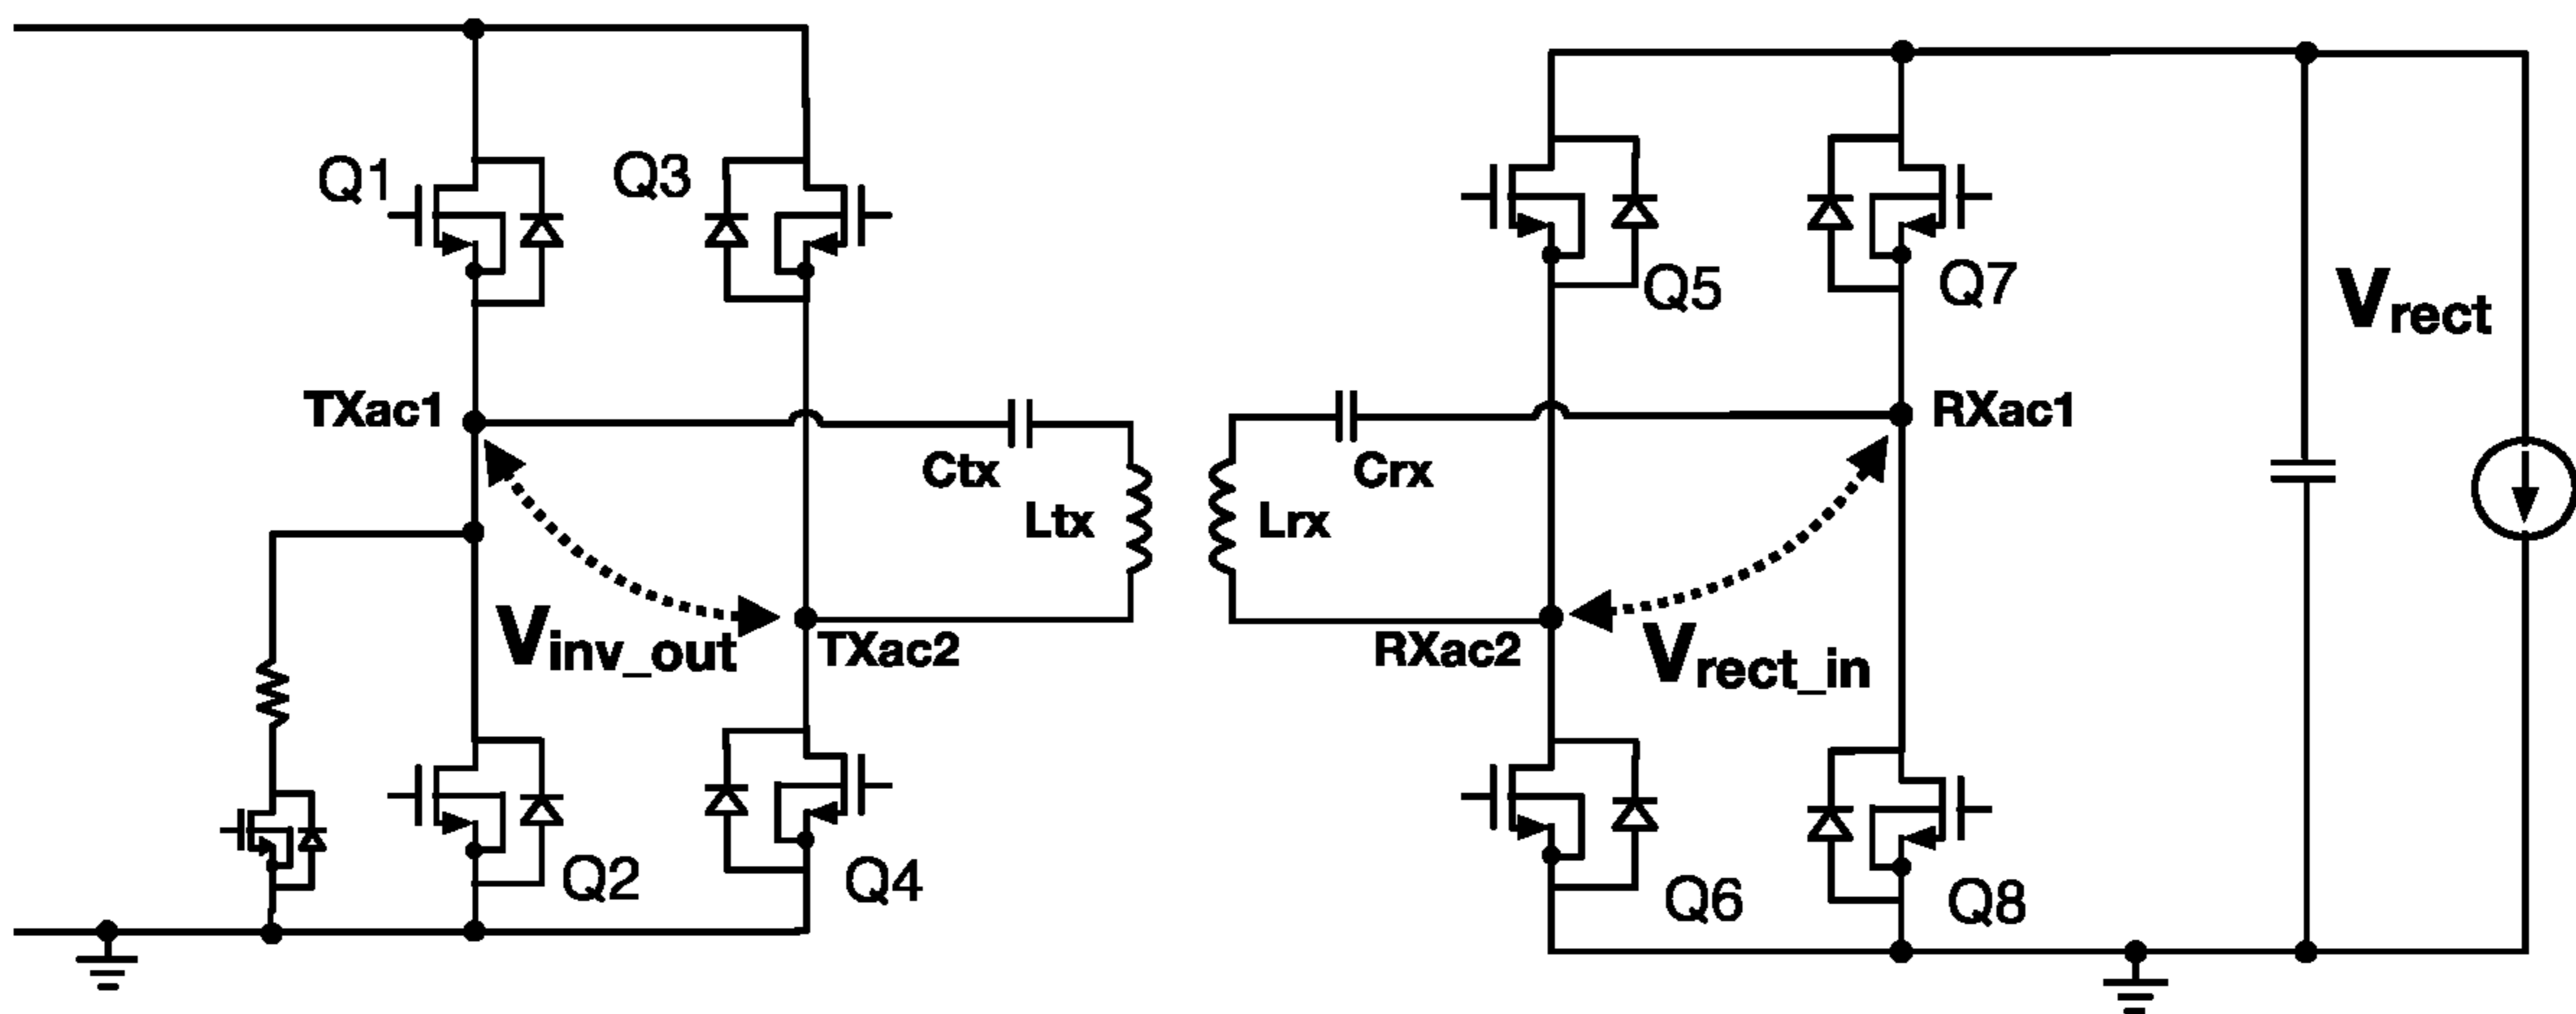 Q1
Q3
Q5
Q7
Vrect
TXac1
RXac1
Ctx
Crx
Ltx
Lrx
Vinv_out
TXac2
RXac2
Vrect_in
Q2
Q4
Q6
Q8